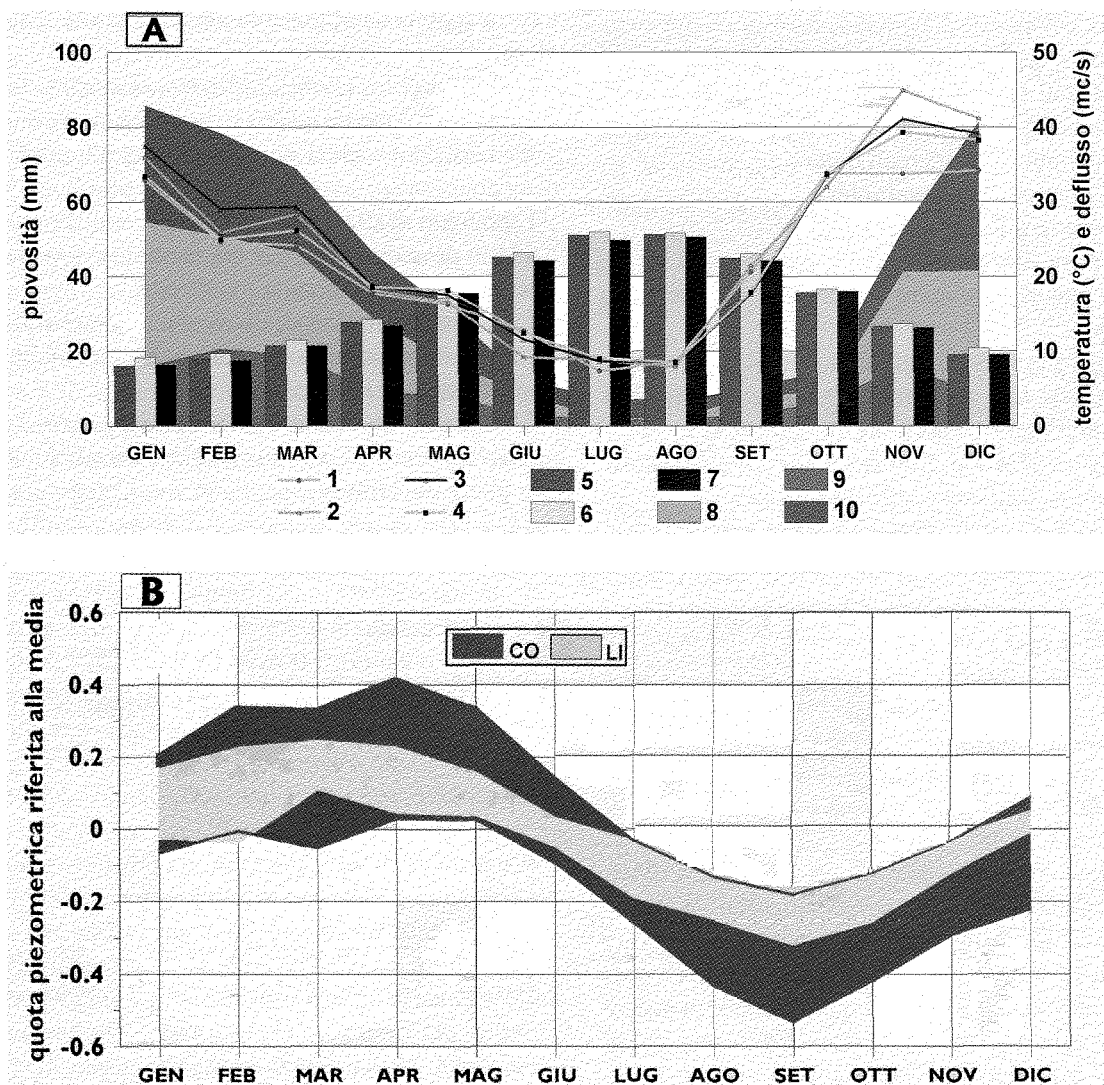 A
piovosità (mm)
100
80
60
40
20
0
50
40
30
20
10
0
temperatura (°C) e deflusso (mc/s)
GEN FEB MAR APR MAG GIU LUG AGO SET OTT NOV DIC
1 3 5 7 9
2 4 6 8 10
B
quota piezometrica riferita alla media
0.6
0.4
0.2
0
-0.2
-0.4
-0.6
CO LI
GEN FEB MAR APR MAG GIU LUG AGO SET OTT NOV DIC